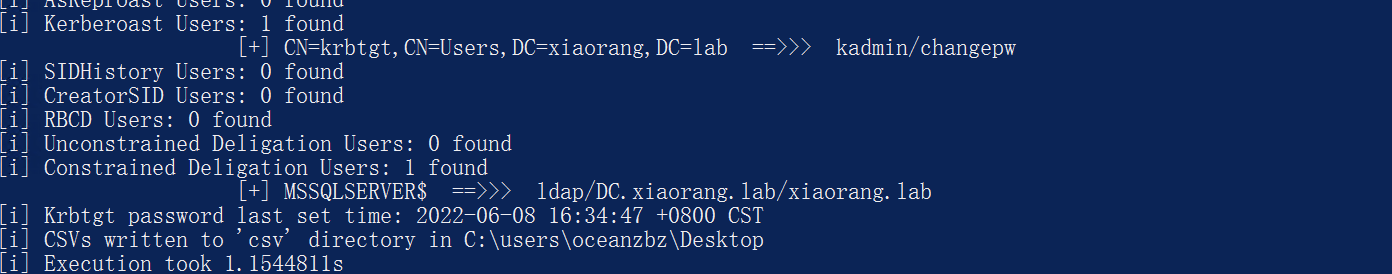 [i] AsReproast Users: 0 found
[i] Kerberoast Users: 1 found
[+] CN=krbtgt,CN=Users,DC=xiaorang,DC=lab ==>>> kadmin/changepw
[i] SIDHistory Users: 0 found
[i] CreatorSID Users: 0 found
[i] RBCD Users: 0 found
[i] Unconstrained Deligation Users: 0 found
[i] Constrained Deligation Users: 1 found
[+] MSSQLSERVER$ ==>>> ldap/DC.xiaorang.lab/xiaorang.lab
[i] Krbtgt password last set time: 2022-06-08 16:34:47 +0800 CST
[i] CSVs written to 'csv' directory in C:\users\oceanzbz\Desktop
[i] Execution took 1.1544811s